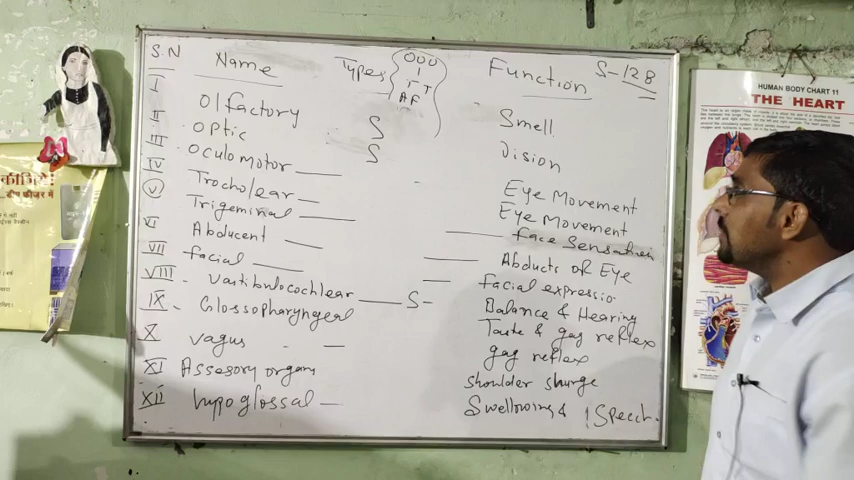 S.N Name Types Function S-128
OOO
I
r T
AF
I Olfactory S Smell
II Optic S Vision
III Oculomotor Eye Movement
IV Trochlear Eye Movement
V Trigeminal face Sensation
VI Abducent Abducts of Eye
VII facial facial expressio
VIII Vastibulocochlear S Balance & Hearing
IX Glossopharyngeal Taste & gag reflex
X Vagus gag reflex
XI Assesory organ shoulder shurge
XII hypoglossal Swellowing & Speech
HUMAN BODY CHART 11
THE HEART